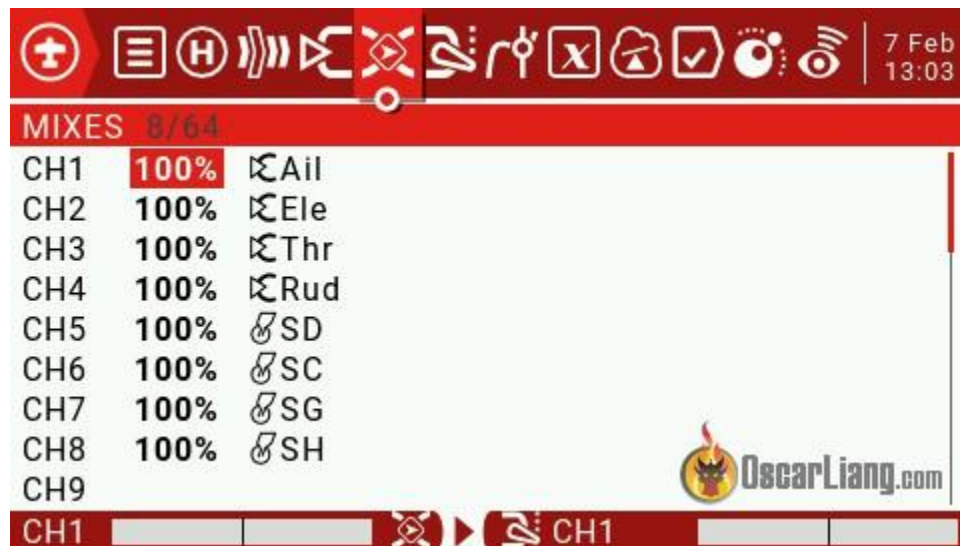 7 Feb
13:03
MIXES 8/64
CH1 100% Ail
CH2 100% Ele
CH3 100% Thr
CH4 100% Rud
CH5 100% SD
CH6 100% SC
CH7 100% SG
CH8 100% SH
CH9
OscarLiang.com
CH1 CH1